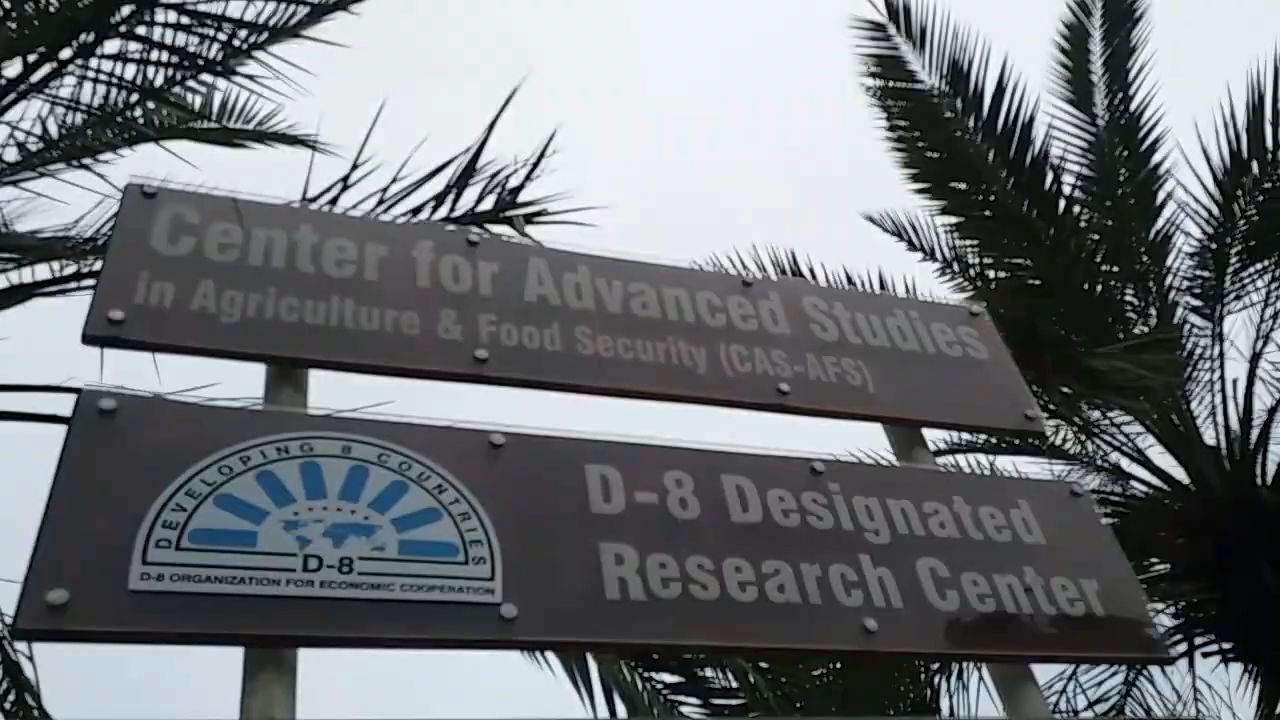 Center for Advanced Studies
in Agriculture & Food Security (CAS-AFS)
DEVELOPING 8 COUNTRIES
D-8
D-8 ORGANIZATION FOR ECONOMIC COOPERATION
D-8 Designated
Research Center